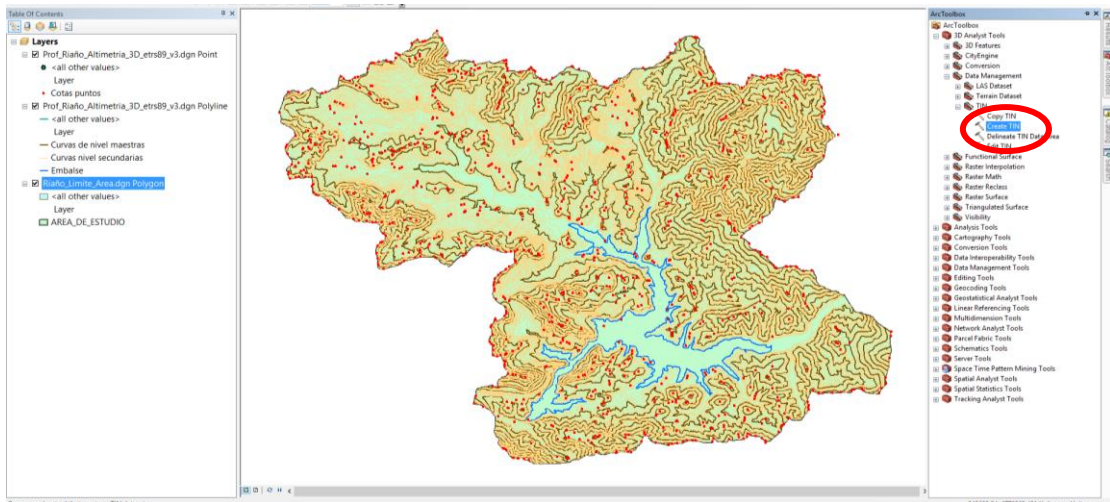 Table Of Contents
Layers
Prof_Riaño_Altimetria_3D_etrs89_v3.dgn Point
<all other values>
Layer
Cotas puntos
Prof_Riaño_Altimetria_3D_etrs89_v3.dgn Polyline
<all other values>
Layer
Curvas de nivel maestras
Curvas nivel secundarias
Embalse
Riaño_Limite_Area.dgn Polygon
<all other values>
Layer
AREA_DE_ESTUDIO
ArcToolbox
ArcToolbox
3D Analyst Tools
3D Features
CityEngine
Conversion
Data Management
LAS Dataset
Terrain Dataset
TIN
Copy TIN
Create TIN
Delineate TIN Data Area
Edit TIN
Functional Surface
Raster Interpolation
Raster Math
Raster Reclass
Raster Surface
Triangulated Surface
Visibility
Analysis Tools
Cartography Tools
Conversion Tools
Data Interoperability Tools
Data Management Tools
Editing Tools
Geocoding Tools
Geostatistical Analyst Tools
Linear Referencing Tools
Multidimension Tools
Network Analyst Tools
Parcel Fabric Tools
Schematics Tools
Server Tools
Space Time Pattern Mining Tools
Spatial Analyst Tools
Spatial Statistics Tools
Tracking Analyst Tools